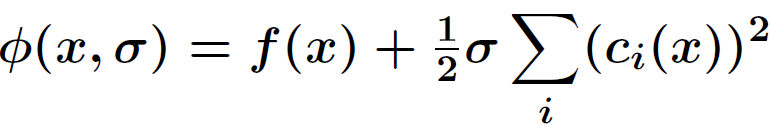 ϕ(x, σ) = f(x) + ½σ ∑ᵢ(cᵢ(x))²